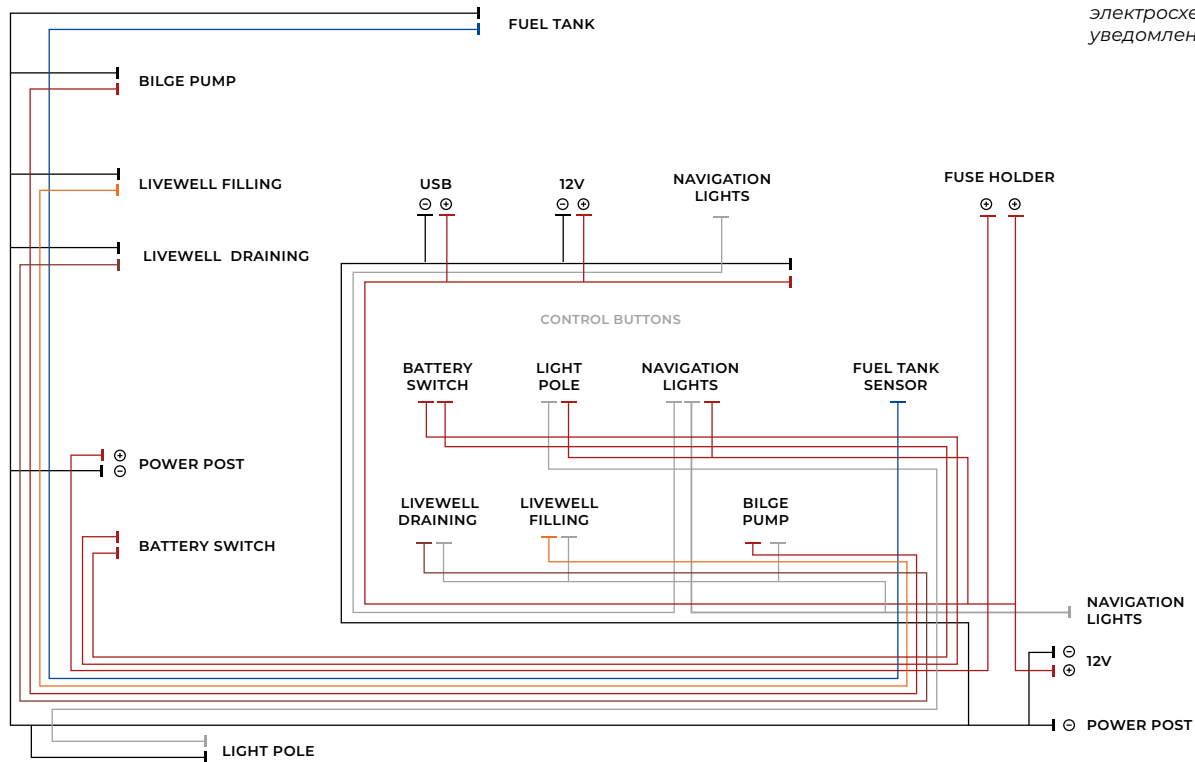 электросхе
уведомлен
FUEL TANK
BILGE PUMP
LIVEWELL FILLING
LIVEWELL DRAINING
USB
⊖ ⊕
12V
⊖ ⊕
NAVIGATION
LIGHTS
FUSE HOLDER
⊕ ⊕
CONTROL BUTTONS
BATTERY
SWITCH
LIGHT
POLE
NAVIGATION
LIGHTS
FUEL TANK
SENSOR
⊕
⊖
POWER POST
LIVEWELL
DRAINING
LIVEWELL
FILLING
BILGE
PUMP
BATTERY SWITCH
NAVIGATION
LIGHTS
⊖
⊕
12V
⊖ POWER POST
LIGHT POLE